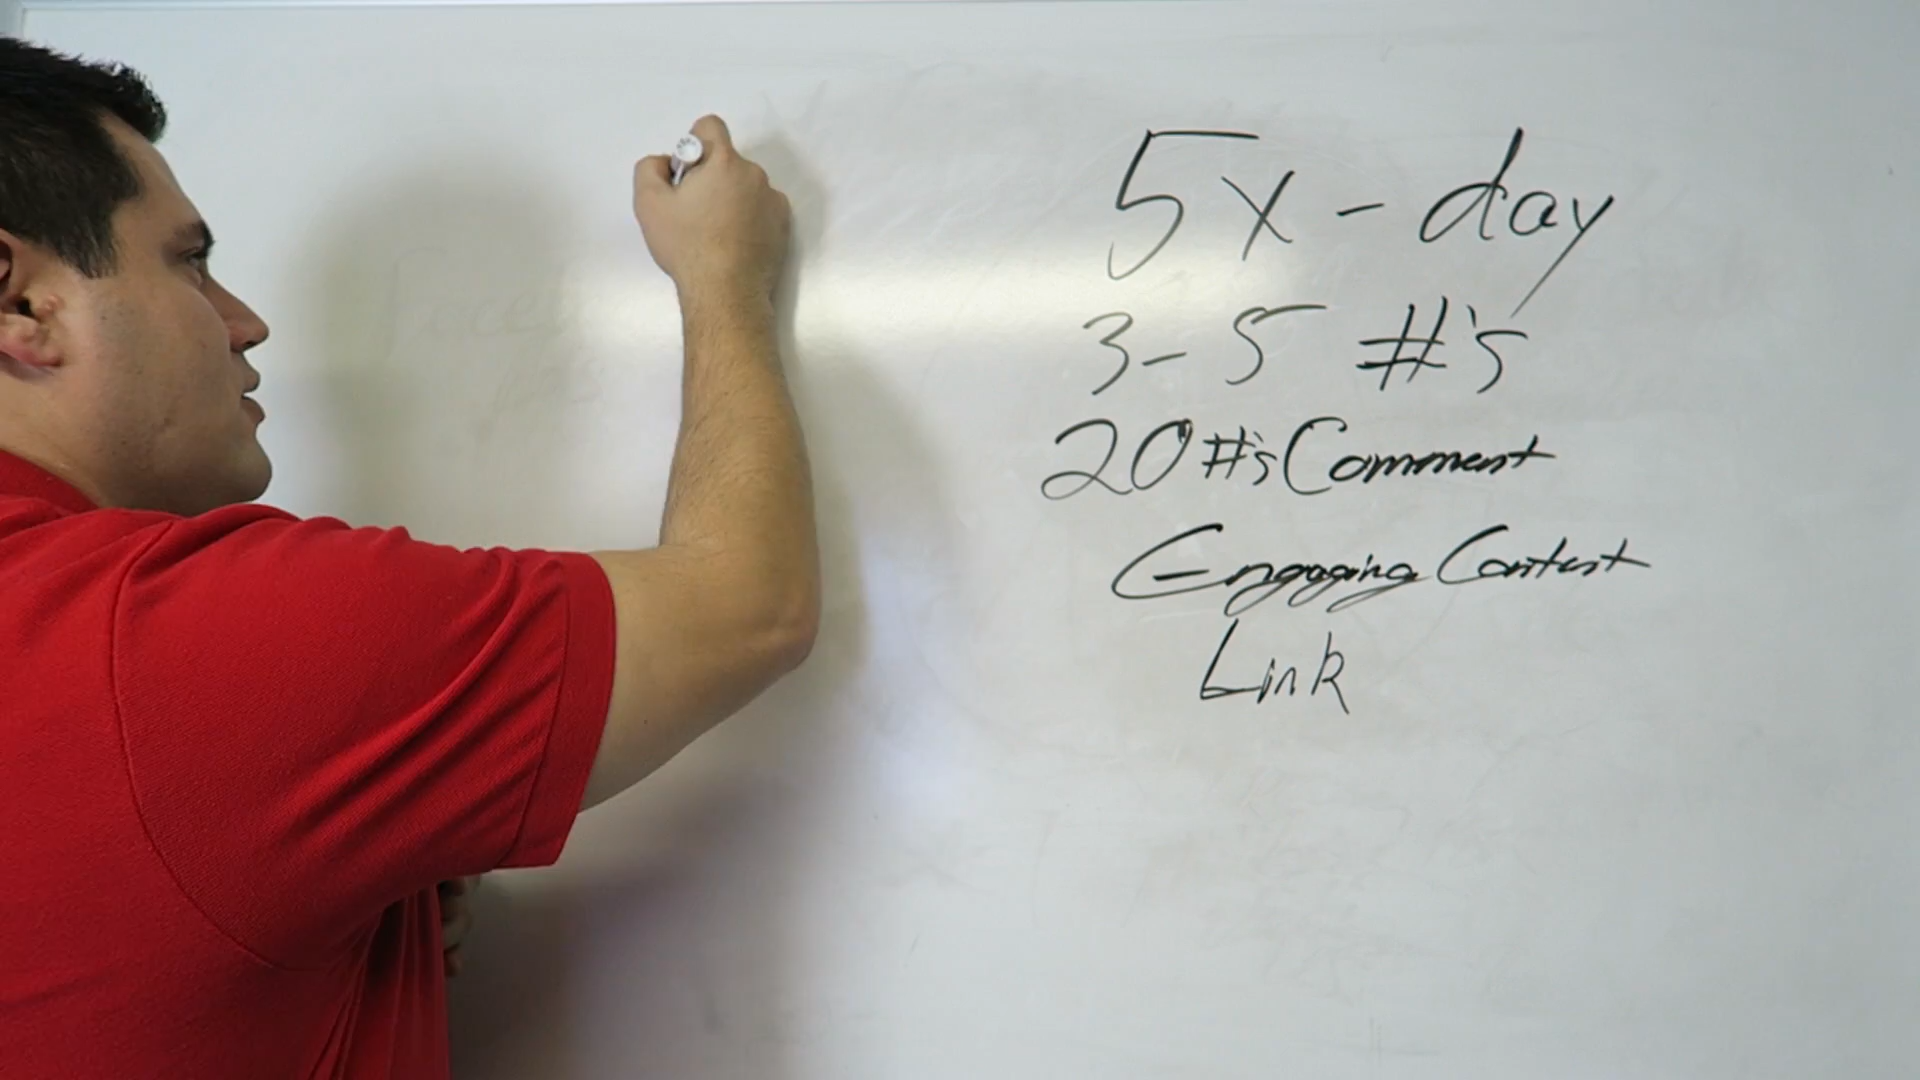 5x - day
3 - 5 #'s
20 #'s Comment
Engaging Content
Link